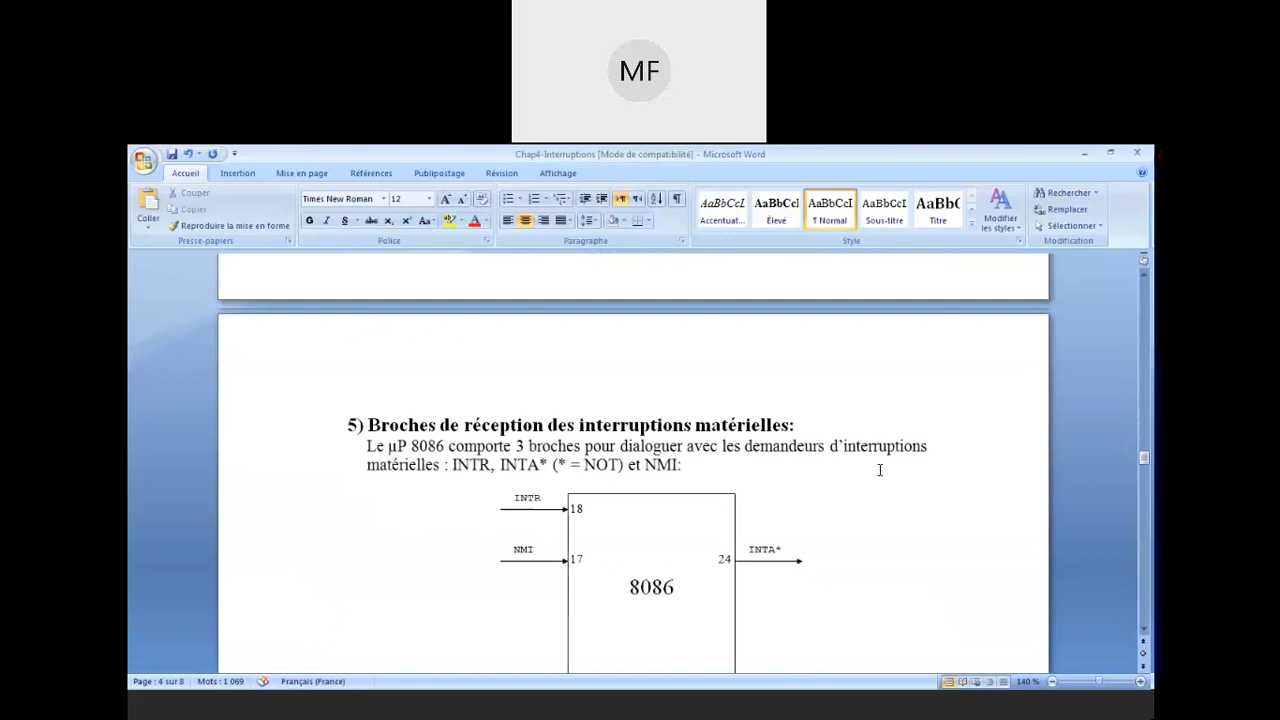 MF
Chap4-Interruptions [Mode de compatibilité] - Microsoft Word
Accueil Insertion Mise en page Références Publipostage Révision Affichage
Coller
Couper
Copier
Reproduire la mise en forme
Presse-papiers
Times New Roman 12
Police
Paragraphe
AaBbCcL AaBbCcl AaBbCcI AaBbCcI AaBbC
Accentuat... Élevé ¶ Normal Sous-titre Titre
Modifier les styles
Style
Rechercher
Remplacer
Sélectionner
Modification
5) Broches de réception des interruptions matérielles:
Le µP 8086 comporte 3 broches pour dialoguer avec les demandeurs d’interruptions
matérielles : INTR, INTA* (* = NOT) et NMI:
INTR
18
NMI
17
24
INTA*
8086
Page : 4 sur 8 Mots : 1 069 Français (France) 140 %